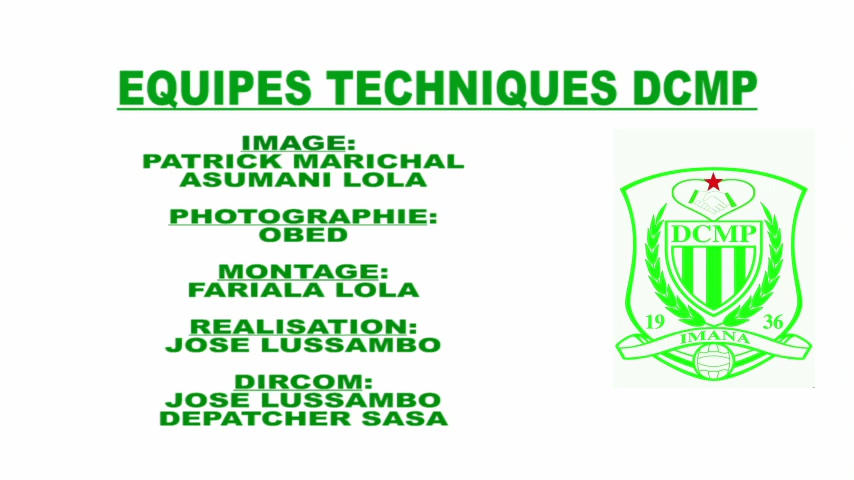 EQUIPES TECHNIQUES DCMP
IMAGE:
PATRICK MARICHAL
ASUMANI LOLA
PHOTOGRAPHIE:
OBED
MONTAGE:
FARIALA LOLA
REALISATION:
JOSE LUSSAMBO
DIRCOM:
JOSE LUSSAMBO
DEPATCHER SASA
DCMP
19 36
IMANA